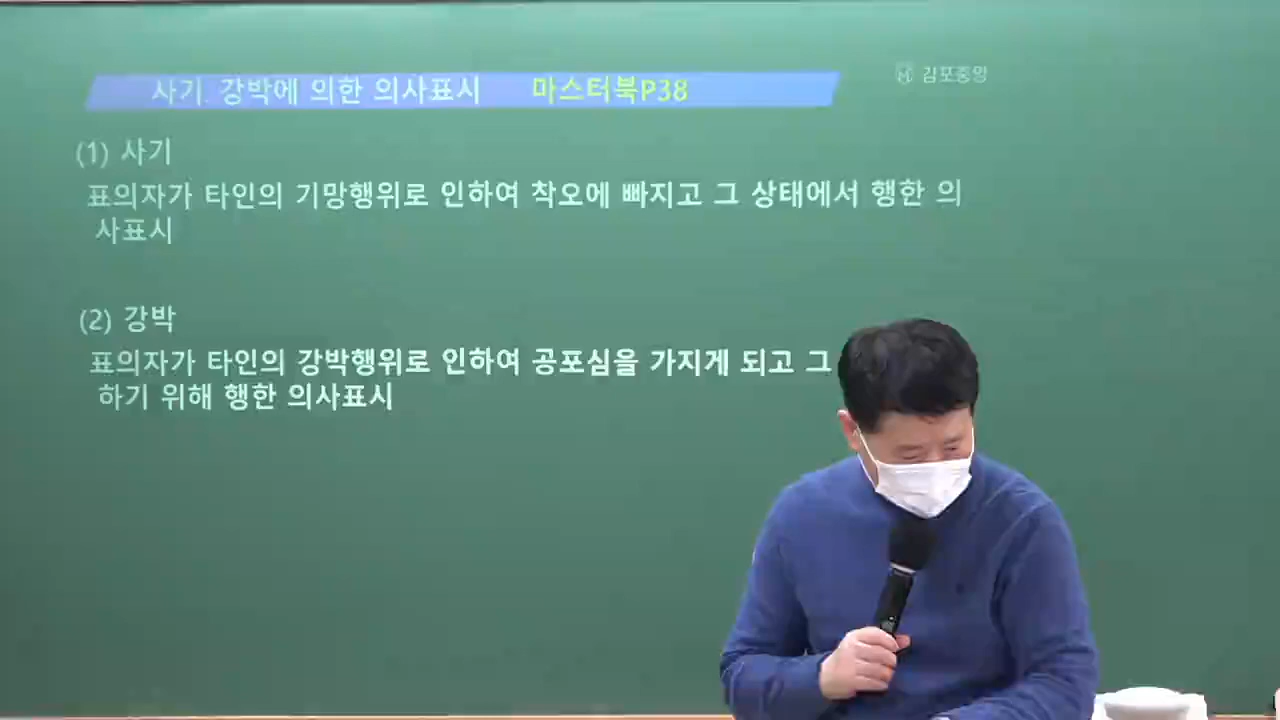 사기. 강박에 의한 의사표시 마스터북P38
김포중앙
(1) 사기
표의자가 타인의 기망행위로 인하여 착오에 빠지고 그 상태에서 행한 의
사표시
(2) 강박
표의자가 타인의 강박행위로 인하여 공포심을 가지게 되고 그
하기 위해 행한 의사표시